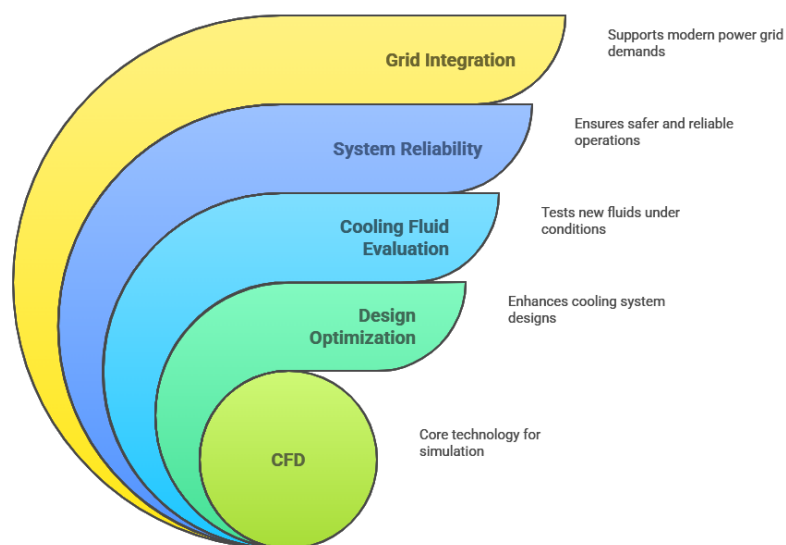 Grid Integration
Supports modern power grid
demands
System Reliability
Ensures safer and reliable
operations
Cooling Fluid
Evaluation
Tests new fluids under
conditions
Design
Optimization
Enhances cooling system
designs
CFD
Core technology for
simulation